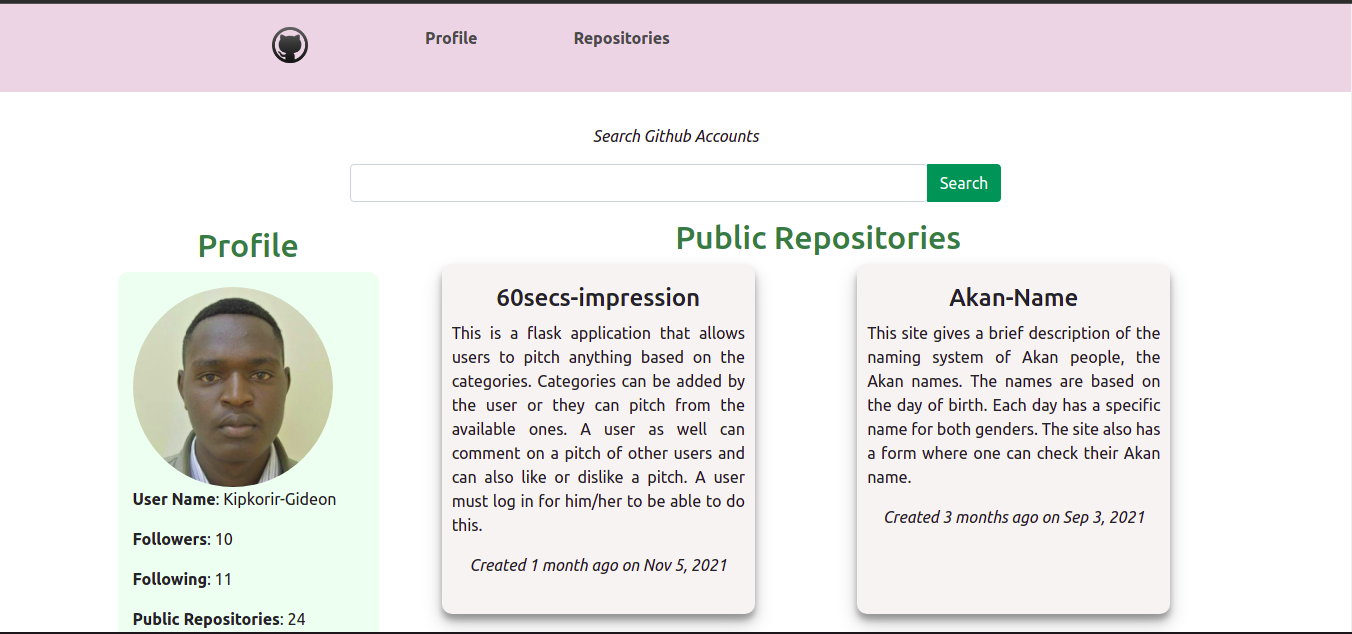 Profile
Repositories
Search Github Accounts
Search
Profile
User Name: Kipkorir-Gideon
Followers: 10
Following: 11
Public Repositories: 24
Public Repositories
60secs-impression
This is a flask application that allows
users to pitch anything based on the
categories. Categories can be added by
the user or they can pitch from the
available ones. A user as well can
comment on a pitch of other users and
can also like or dislike a pitch. A user
must log in for him/her to be able to do
this.
Created 1 month ago on Nov 5, 2021
Akan-Name
This site gives a brief description of the
naming system of Akan people, the
Akan names. The names are based on
the day of birth. Each day has a specific
name for both genders. The site also has
a form where one can check their Akan
name.
Created 3 months ago on Sep 3, 2021